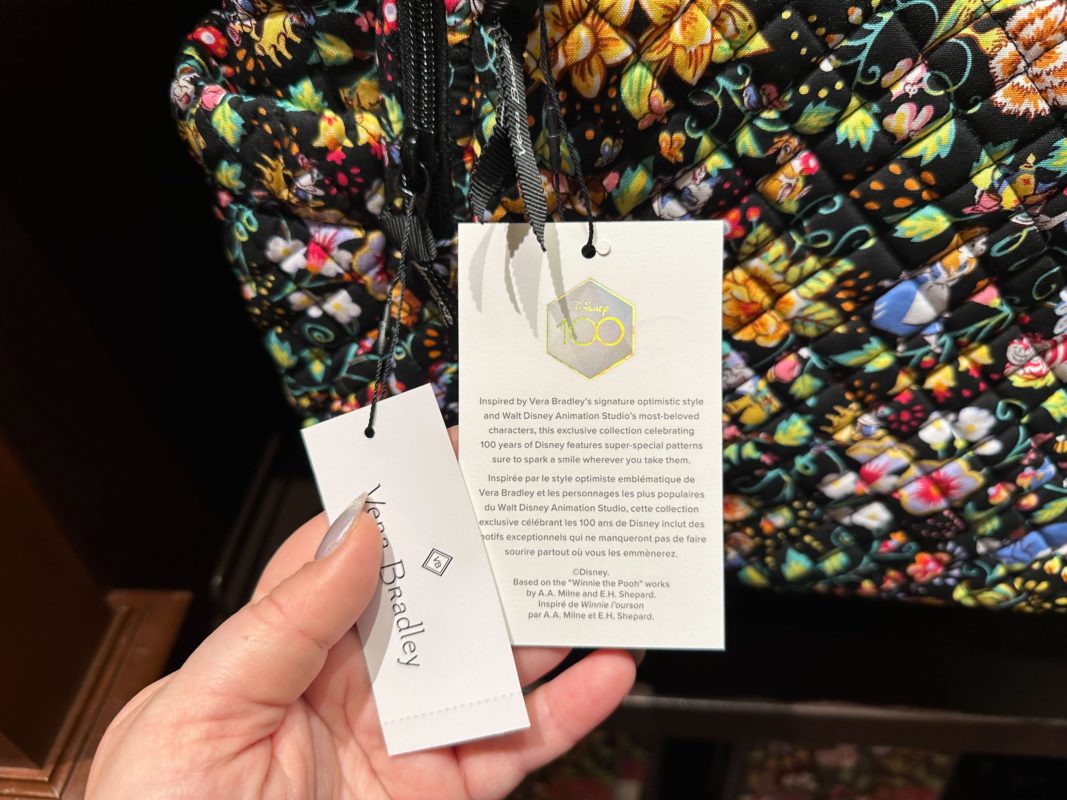 Disney
100
Inspired by Vera Bradley's signature optimistic style
and Walt Disney Animation Studio's most-beloved
characters, this exclusive collection celebrating
100 years of Disney features super-special patterns
sure to spark a smile wherever you take them.
Inspirée par le style optimiste emblématique de
Vera Bradley et les personnages les plus populaires
du Walt Disney Animation Studio, cette collection
exclusive célébrant les 100 ans de Disney inclut des
motifs exceptionnels qui ne manqueront pas de faire
sourire partout où vous les emmènerez.
©Disney.
Based on the "Winnie the Pooh" works
by A.A. Milne and E.H. Shepard.
Inspiré de Winnie l'ourson
par A.A. Milne et E.H. Shepard.
Vera Bradley
VB